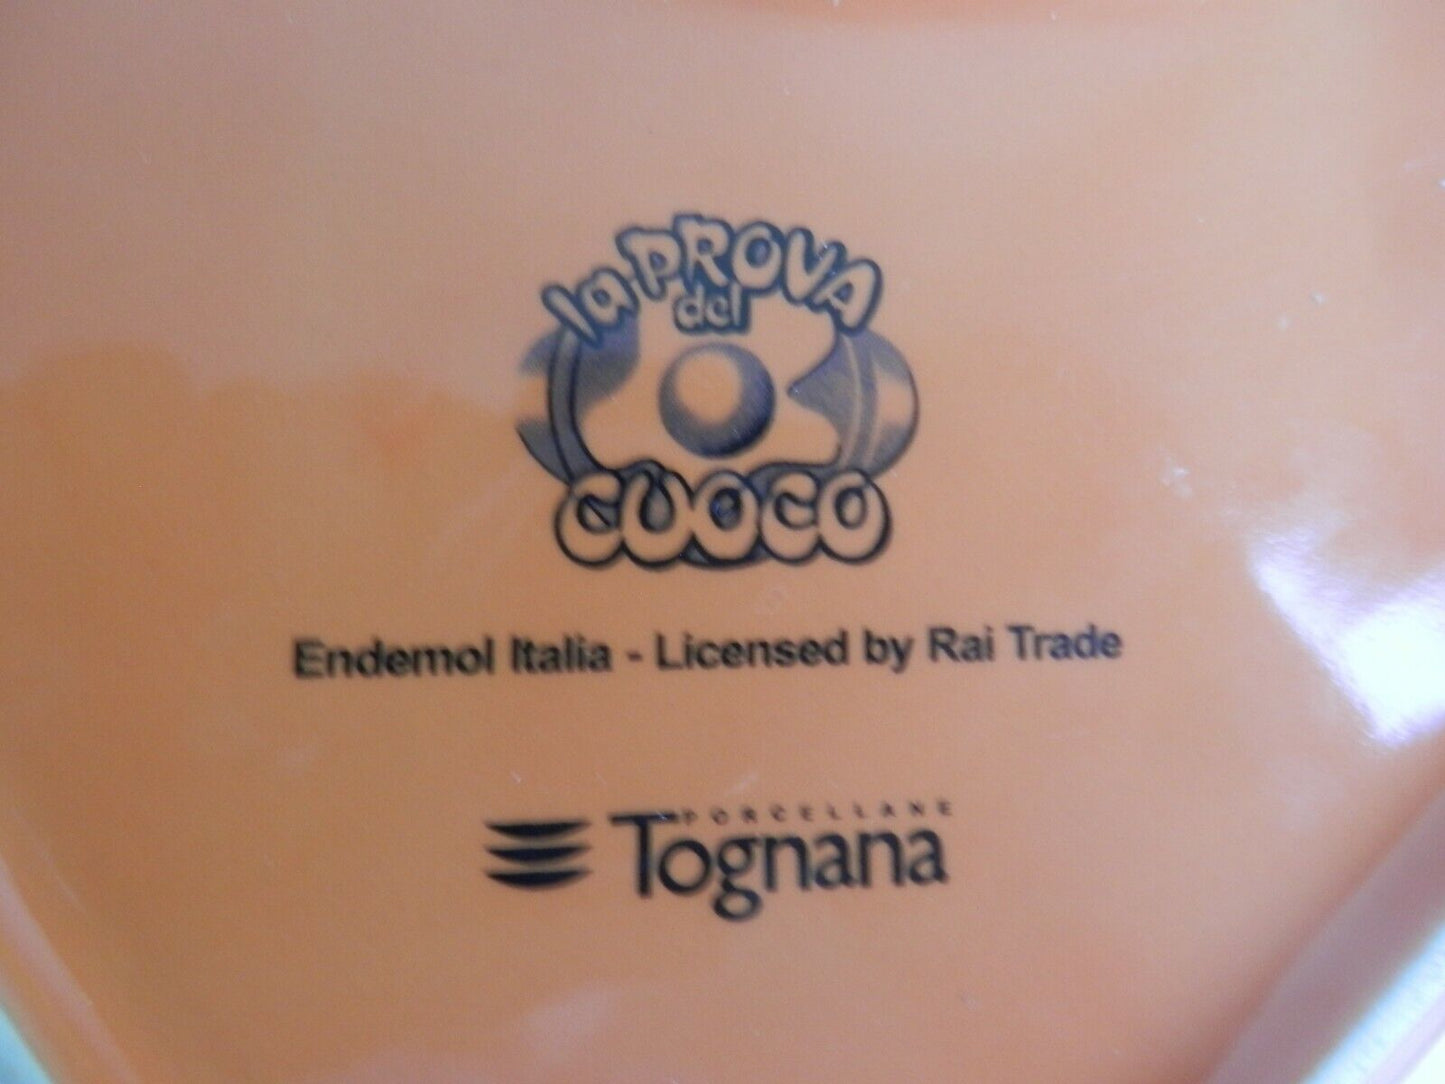 la PROVA
del
CUOCO
Endemol Italia - Licensed by Rai Trade
PORCELLANE
Tognana